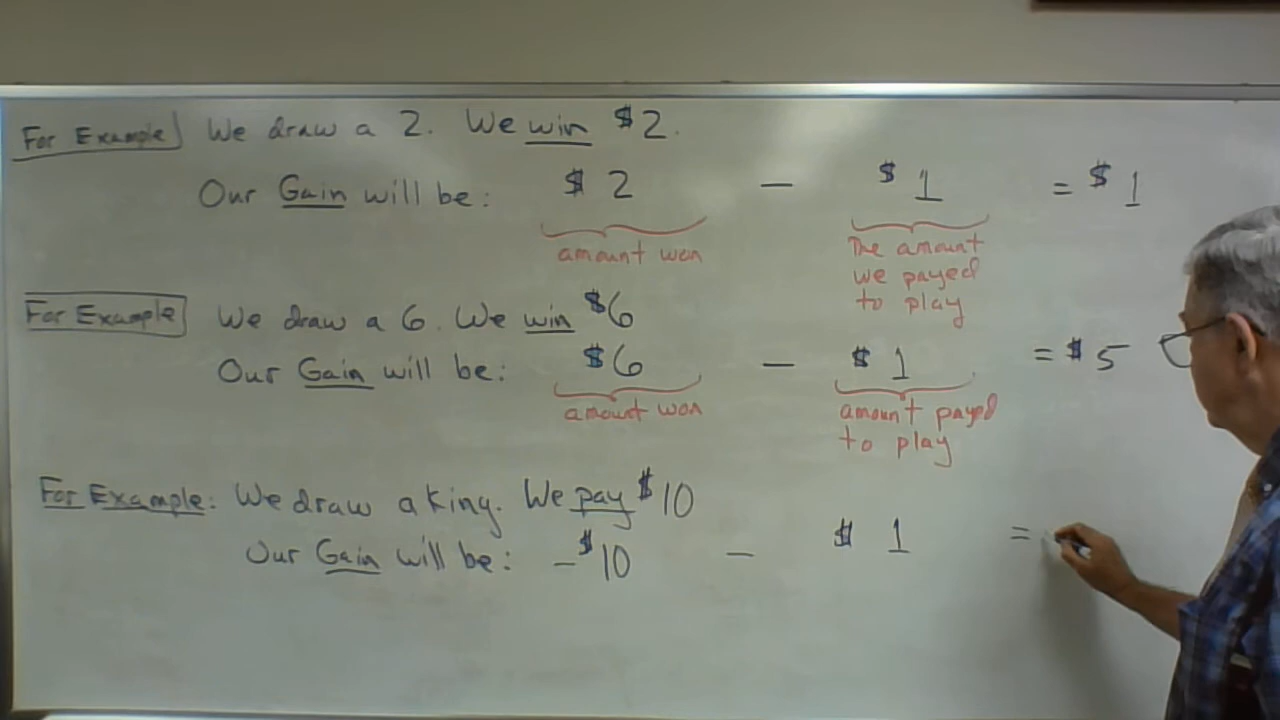 For Example We draw a 2. We win $2.
Our Gain will be: $2 - $1 = $1
amount won The amount
we payed
to play
For Example We draw a 6. We win $6
Our Gain will be: $6 - $1 = $5
amount won amount payed
to play
For Example: We draw a king. We pay $10
Our Gain will be: -$10 - $1 =